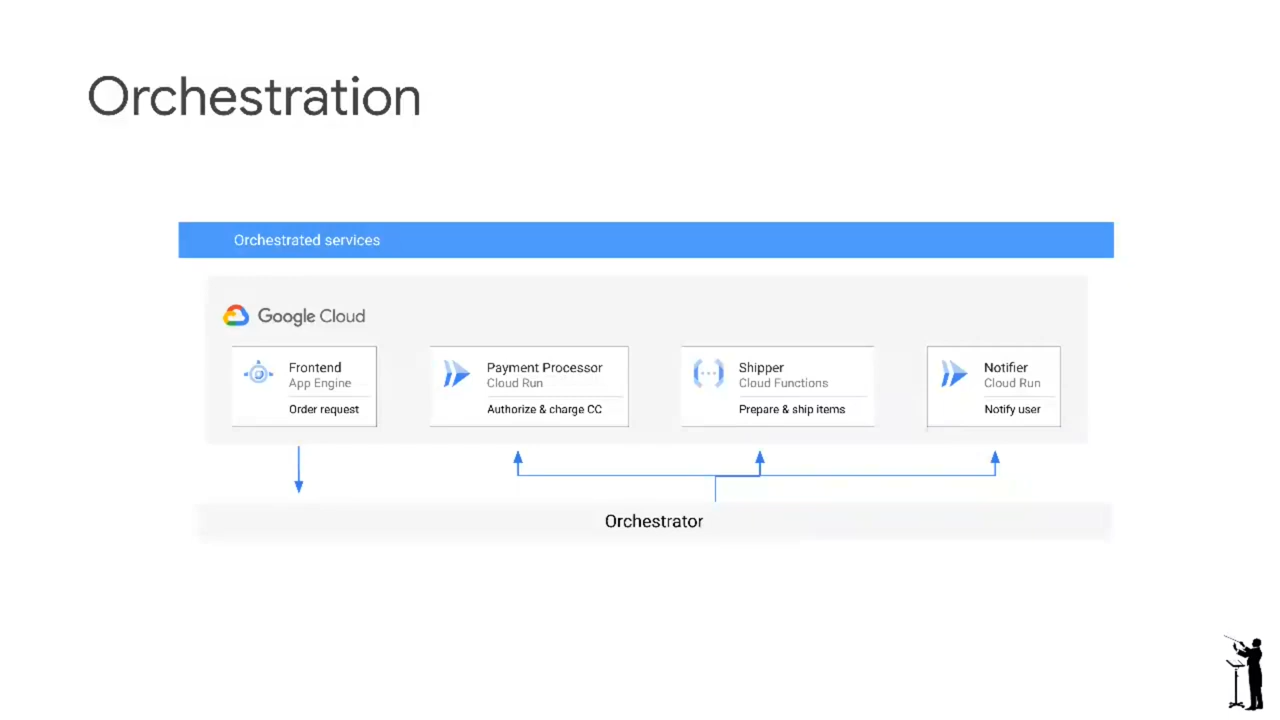 Orchestration
Orchestrated services
Google Cloud
Frontend
App Engine
Order request
Payment Processor
Cloud Run
Authorize & charge CC
Shipper
Cloud Functions
Prepare & ship items
Notifier
Cloud Run
Notify user
Orchestrator